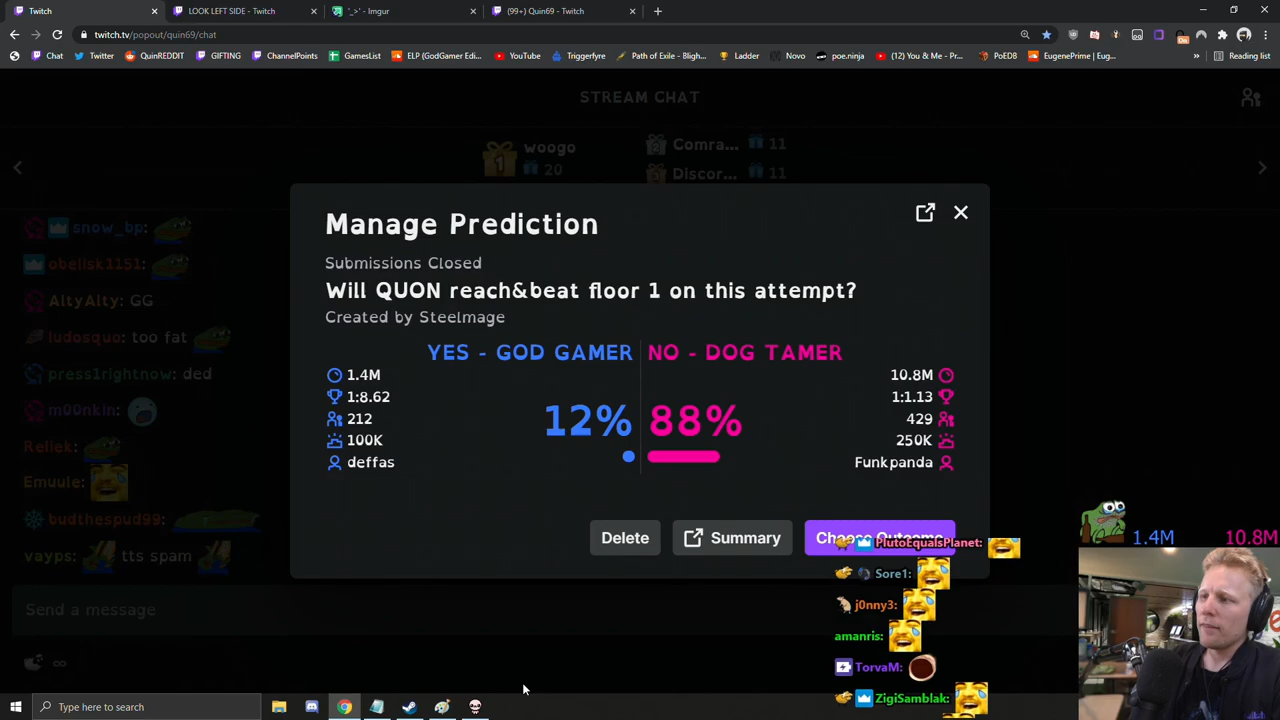 Twitch
LOOK LEFT SIDE - Twitch
'_>' - Imgur
(99+) Quin69 - Twitch
twitch.tv/popout/quin69/chat
Chat
Twitter
QuinREDDIT
GIFTING
ChannelPoints
GamesList
ELP (GodGamer Edi...
YouTube
Triggerfyre
Path of Exile - Bligh...
Ladder
Novo
poe.ninja
(12) You & Me - Pr...
PoEDB
EugenePrime | Eug...
Reading list
STREAM CHAT
1
woogo
20
Comra...
11
Discor...
11
snow_bp:
obelisk1151:
AltyAlty: GG
ludosquo: too fat
press1rightnow: ded
m00nkin:
Reliek:
Emuule:
budthespud99:
vayps: tts spam
Send a message
Manage Prediction
Submissions Closed
Will QUON reach&beat floor 1 on this attempt?
Created by Steelmage
YES - GOD GAMER
NO - DOG TAMER
1.4M
1:8.62
212
100K
deffas
12%
88%
10.8M
1:1.13
429
250K
Funkpanda
Delete
Summary
PlutoEqualsPlanet:
Sore1:
j0nny3:
amanris:
TorvaM:
ZigiSamblak:
1.4M
10.8M
Type here to search